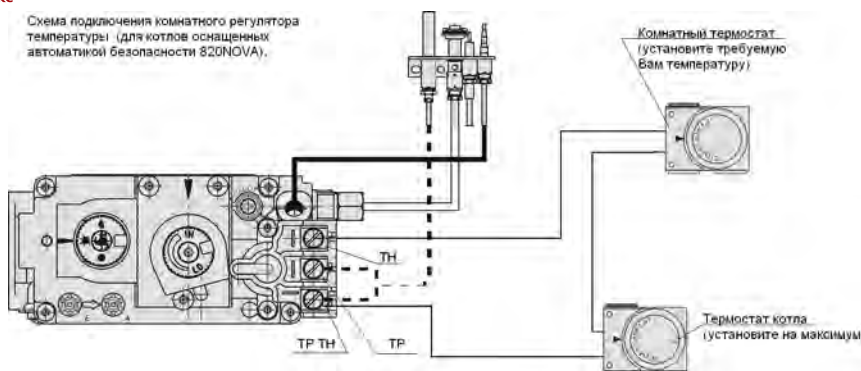 Схема подключения комнатного регулятора
температуры (для котлов оснащенных
автоматикой безопасности 820NOVA).
Комнатный термостат
(установите требуемую
Вам температуру)
TH
TP TH
TP
Термостат котла
(установите на максимум